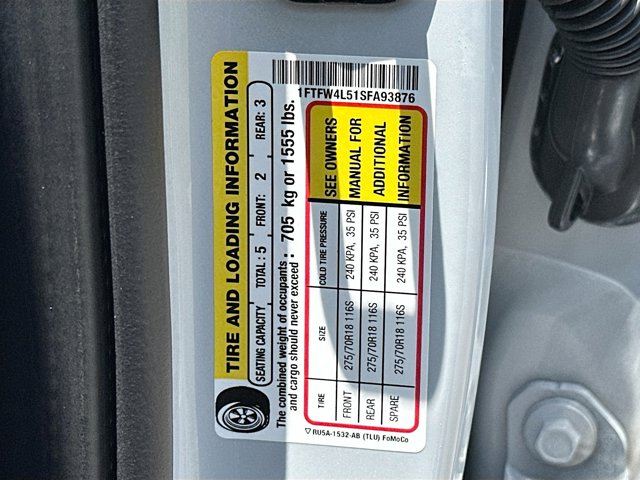 TIRE AND LOADING INFORMATION
SEATING CAPACITY TOTAL : 5 FRONT: 2 REAR: 3
The combined weight of occupants
and cargo should never exceed : 705 kg or 1555 lbs.
TIRE SIZE COLD TIRE PRESSURE SEE OWNERS
FRONT 275/70R18 116S 240 KPA, 35 PSI MANUAL FOR
REAR 275/70R18 116S 240 KPA, 35 PSI ADDITIONAL
SPARE 275/70R18 116S 240 KPA, 35 PSI INFORMATION
RU5A-1532-AB (TLU) FoMoCo
1FTFW4L51SFA93876